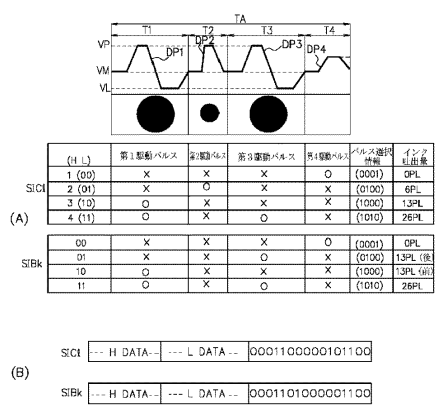 TA
T1 T2 T3 T4
VP VM VL
DP1 DP2 DP3 DP4
(A)
SICl
(H L) 第1駆動パルス 第2駆動パルス 第3駆動パルス 第4駆動パルス パルス選択情報 インク吐出量
1 (00) X X X O (0001) 0PL
2 (01) X O X X (0100) 6PL
3 (10) O X X X (1000) 13PL
4 (11) O X O X (1010) 26PL
SIBk
00 X X X O (0001) 0PL
01 X X O X (0100) 13PL (後)
10 O X X X (1000) 13PL (前)
11 O X O X (1010) 26PL
(B)
SICl --- H DATA-- --- L DATA -- 0001100000101100
SIBk --- H DATA-- --- L DATA -- 0001101000001100